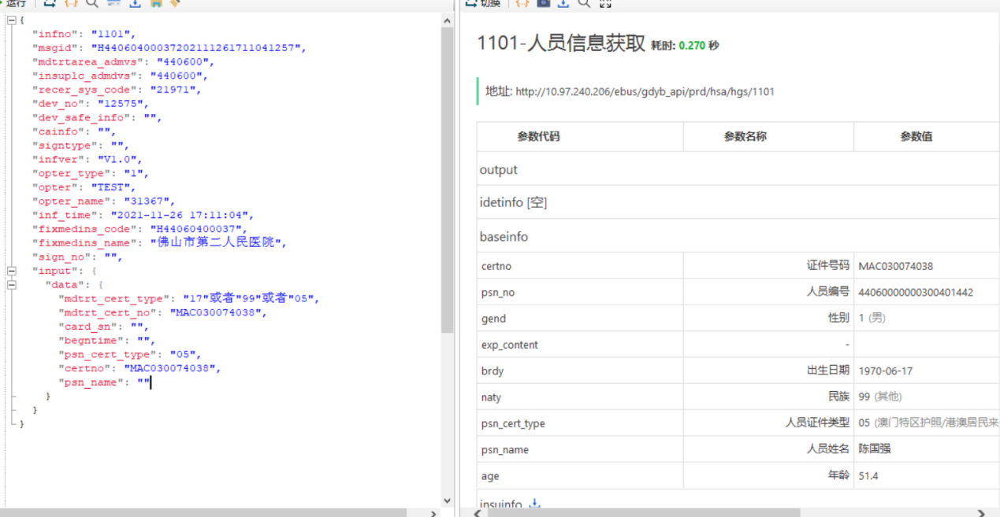 运行
{
"infno": "1101",
"msgid": "H44060400037202111261711041257",
"mdtrtarea_admvs": "440600",
"insuplc_admdvs": "440600",
"recer_sys_code": "21971",
"dev_no": "12575",
"dev_safe_info": "",
"cainfo": "",
"signtype": "",
"infver": "V1.0",
"opter_type": "1",
"opter": "TEST",
"opter_name": "31367",
"inf_time": "2021-11-26 17:11:04",
"fixmedins_code": "H44060400037",
"fixmedins_name": "佛山市第二人民医院",
"sign_no": "",
"input": {
"data": {
"mdtrt_cert_type": "17"或者"99"或者"05",
"mdtrt_cert_no": "MAC030074038",
"card_sn": "",
"begntime": "",
"psn_cert_type": "05",
"certno": "MAC030074038",
"psn_name": ""
}
}
}
切换
1101-人员信息获取 耗时: 0.270 秒
地址: http://10.97.240.206/ebus/gdyb_api/prd/hsa/hgs/1101
参数代码 参数名称 参数值
output
idetinfo [空]
baseinfo
certno 证件号码 MAC030074038
psn_no 人员编号 44060000000300401442
gend 性别 1 (男)
exp_content -
brdy 出生日期 1970-06-17
naty 民族 99 (其他)
psn_cert_type 人员证件类型 05 (澳门特区护照/港澳居民来
psn_name 人员姓名 陈国强
age 年龄 51.4
insuinfo